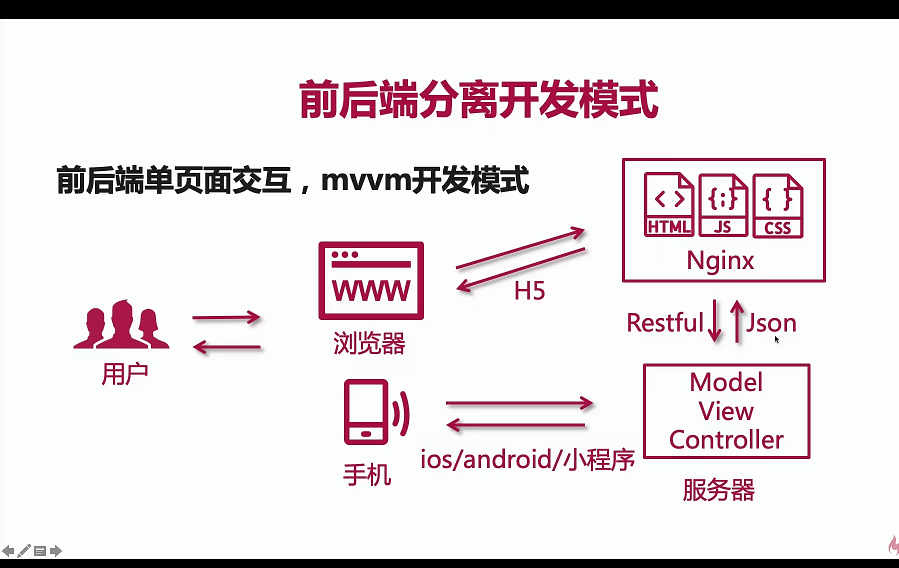 前后端分离开发模式
前后端单页面交互，mvvm开发模式
HTML
JS
CSS
Nginx
WWW
H5
浏览器
用户
Restful
Json
Model
View
Controller
服务器
手机
ios/android/小程序